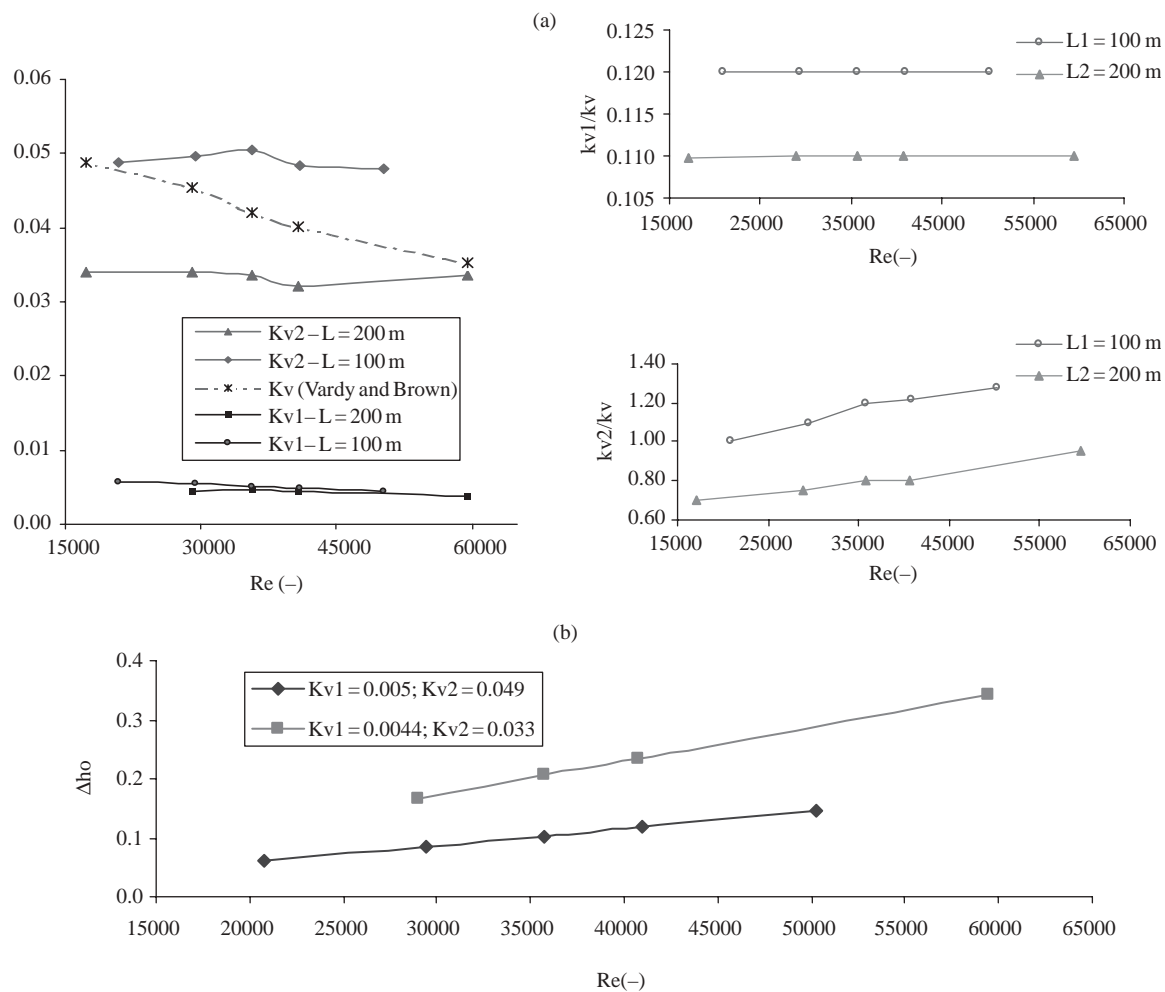 (a)
0.06
0.05
0.04
0.03
0.02
0.01
0.00
15000 30000 45000 60000
Re (–)
Kv2 – L = 200 m
Kv2 – L = 100 m
Kv (Vardy and Brown)
Kv1 – L = 200 m
Kv1 – L = 100 m
0.125
0.120
0.115
0.110
0.105
kv1/kv
15000 25000 35000 45000 55000 65000
Re(–)
L1 = 100 m
L2 = 200 m
1.40
1.20
1.00
0.80
0.60
kv2/kv
15000 25000 35000 45000 55000 65000
Re(–)
L1 = 100 m
L2 = 200 m
(b)
0.4
0.3
0.2
0.1
0.0
Δho
Kv1 = 0.005; Kv2 = 0.049
Kv1 = 0.0044; Kv2 = 0.033
15000 20000 25000 30000 35000 40000 45000 50000 55000 60000 65000
Re(–)